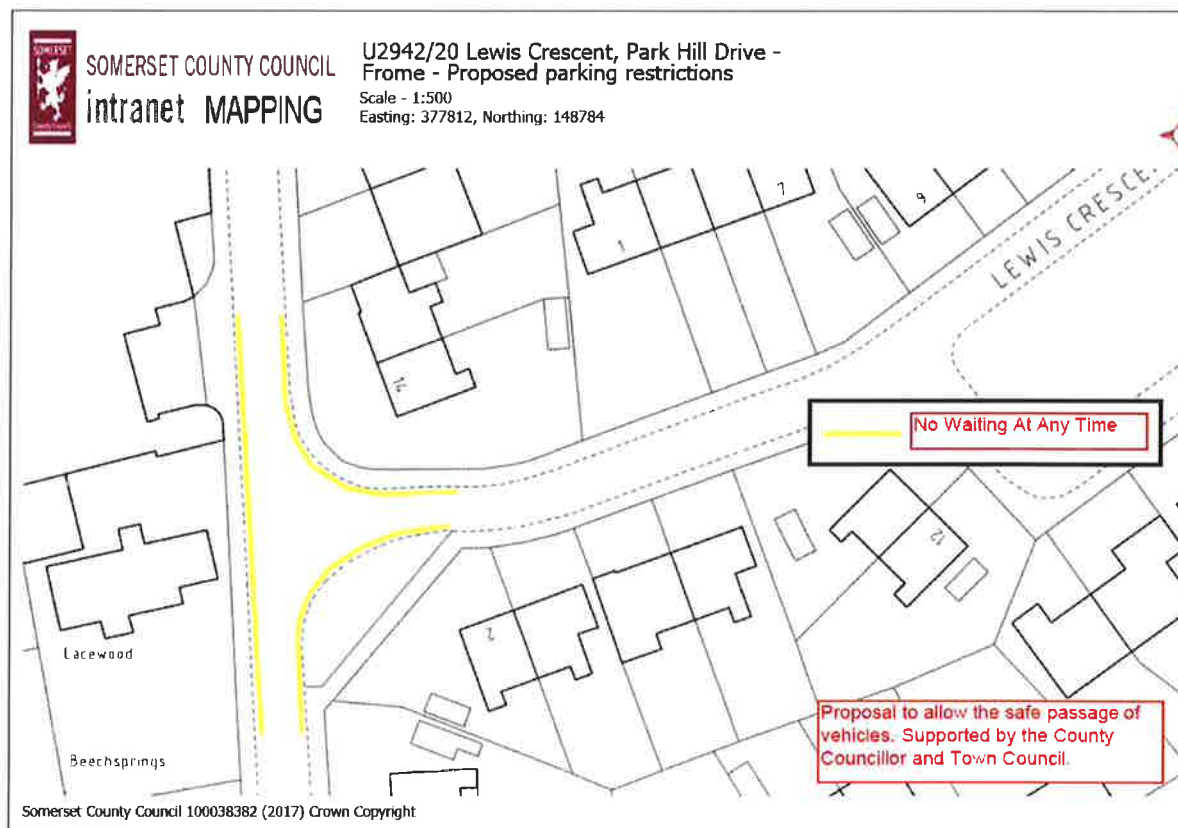 SOMERSET
County Council
SOMERSET COUNTY COUNCIL
intranet MAPPING
U2942/20 Lewis Crescent, Park Hill Drive -
Frome - Proposed parking restrictions
Scale - 1:500
Easting: 377812, Northing: 148784
1
7
9
LEWIS CRESCE
14
No Waiting At Any Time
12
2
Lacewood
Beechsprings
Proposal to allow the safe passage of
vehicles. Supported by the County
Councillor and Town Council.
Somerset County Council 100038382 (2017) Crown Copyright